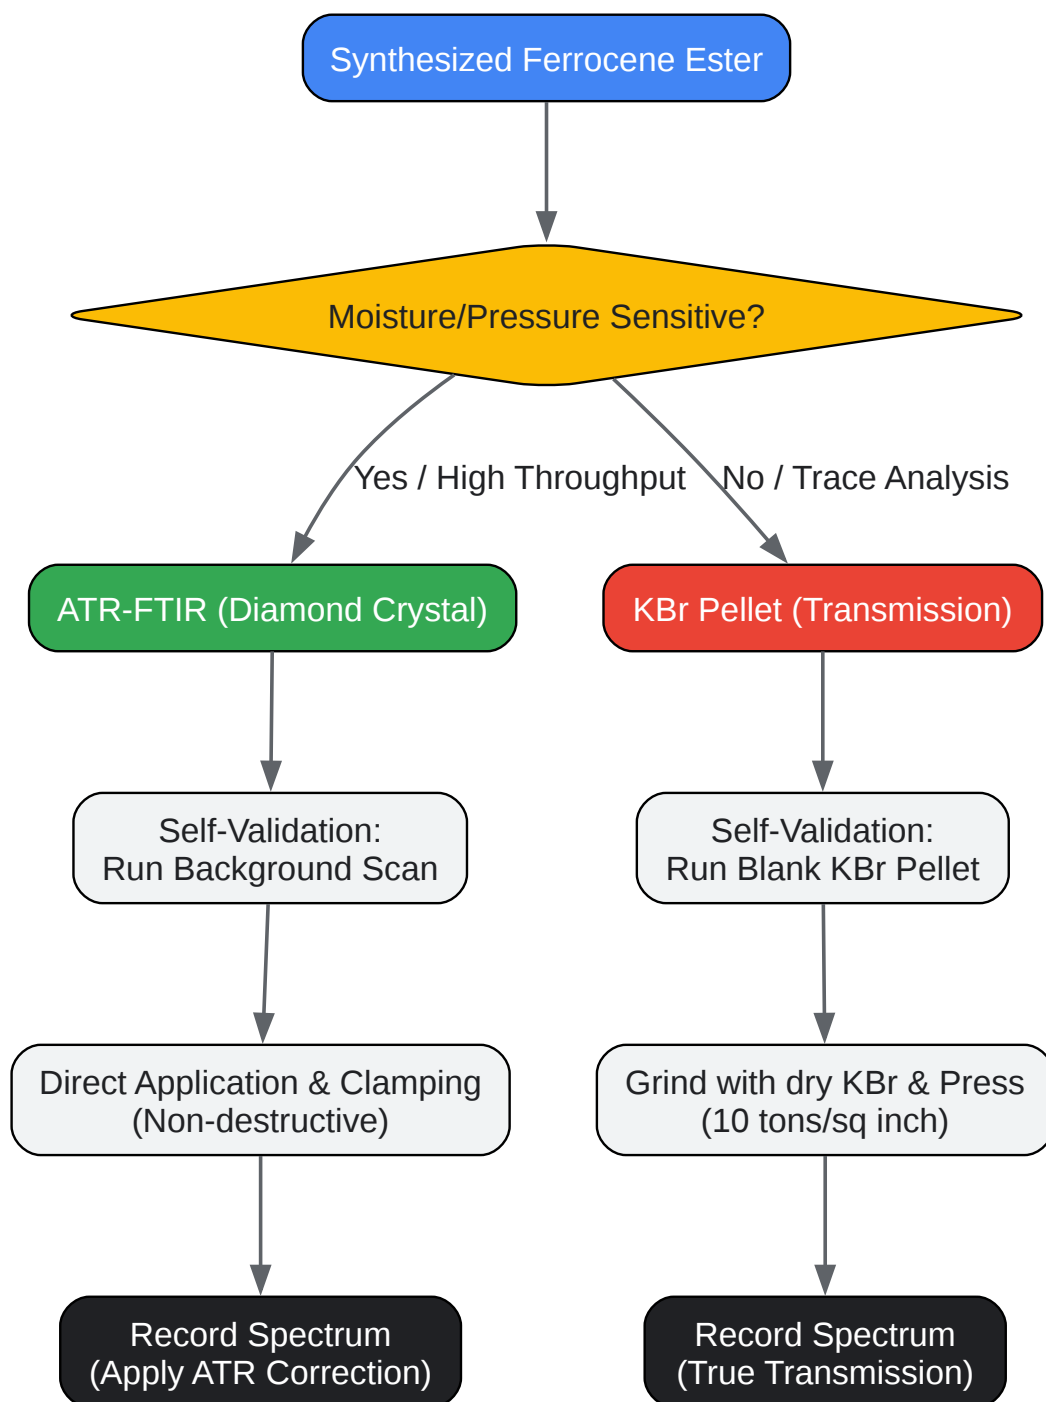 Synthesized Ferrocene Ester
Moisture/Pressure Sensitive?
Yes / High Throughput
No / Trace Analysis
ATR-FTIR (Diamond Crystal)
KBr Pellet (Transmission)
Self-Validation:
Run Background Scan
Self-Validation:
Run Blank KBr Pellet
Direct Application & Clamping
(Non-destructive)
Grind with dry KBr & Press
(10 tons/sq inch)
Record Spectrum
(Apply ATR Correction)
Record Spectrum
(True Transmission)